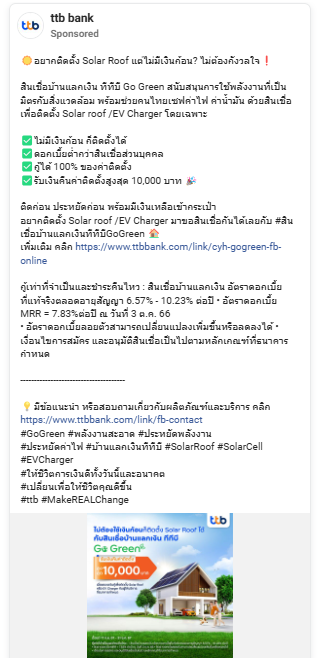 ttb bank
Sponsored
ttb
🌞 อยากติดตั้ง Solar Roof แต่ไม่มีเงินก้อน? ไม่ต้องกังวลใจ❗
สินเชื่อบ้านแลกเงิน ทีทีบี Go Green สนับสนุนการใช้พลังงานที่เป็น
มิตรกับสิ่งแวดล้อม พร้อมช่วยคนไทยเซฟค่าไฟ ค่าน้ำมัน ด้วยสินเชื่อ
เพื่อติดตั้ง Solar roof /EV Charger โดยเฉพาะ
✅ ไม่มีเงินก้อน ก็ติดตั้งได้
✅ ดอกเบี้ยต่ำกว่าสินเชื่อส่วนบุคคล
✅ กู้ได้ 100% ของค่าติดตั้ง
✅ รับเงินคืนค่าติดตั้งสูงสุด 10,000 บาท 🎉
ติดก่อน ประหยัดก่อน พร้อมมีเงินเหลือเข้ากระเป๋า
อยากติดตั้ง Solar roof /EV Charger มาขอสินเชื่อกันได้เลยคับ #สิน
เชื่อบ้านแลกเงินทีทีบีGoGreen 🏠
เพิ่มเติม คลิก https://www.ttbbank.com/link/cyh-gogreen-fb-
online
กู้เท่าที่จำเป็นและชำระคืนไหว : สินเชื่อบ้านแลกเงิน อัตราดอกเบี้ย
ที่แท้จริงตลอดอายุสัญญา 6.57% - 10.23% ต่อปี • อัตราดอกเบี้ย
MRR = 7.83%ต่อปี ณ วันที่ 3 ต.ค. 66
• อัตราดอกเบี้ยลอยตัวสามารถเปลี่ยนแปลงเพิ่มขึ้นหรือลดลงได้ •
เงื่อนไขการสมัคร และอนุมัติสินเชื่อเป็นไปตามหลักเกณฑ์ที่ธนาคาร
กำหนด
-------------------------------------
💡 มีข้อแนะนำ หรือสอบถามเกี่ยวกับผลิตภัณฑ์และบริการ คลิก
https://www.ttbbank.com/link/fb-contact
#GoGreen #พลังงานสะอาด #ประหยัดพลังงาน
#ประหยัดค่าไฟ #บ้านแลกเงินทีทีบี #SolarRoof #SolarCell
#EVCharger
#ให้ชีวิตการเงินดีทั้งวันนี้และอนาคต
#เปลี่ยนเพื่อให้ชีวิตคุณดีขึ้น
#ttb #MakeREALChange
ttb
ไม่ต้องใช้เงินก้อนก็ติดตั้ง Solar Roof ได้
กับสินเชื่อบ้านแลกเงิน ทีทีบี
Go Green
10,000